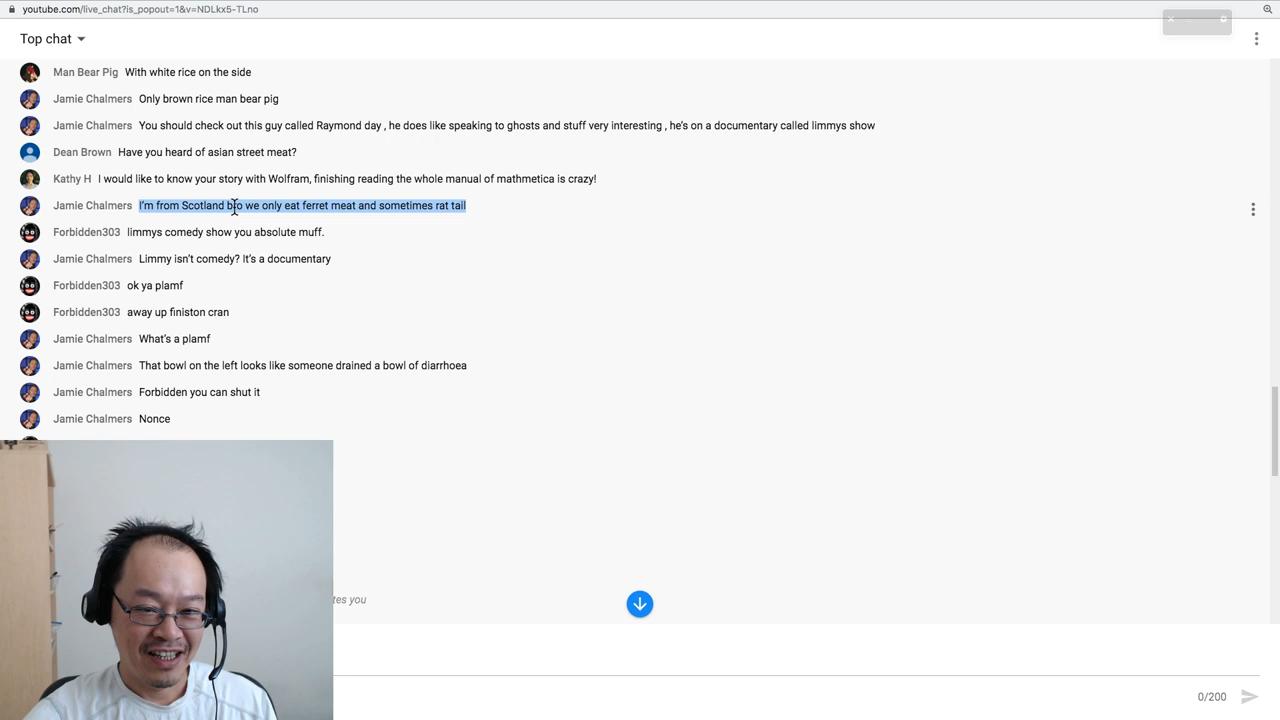 youtube.com/live_chat?is_popout=1&v=NDLkx5-TLno
Top chat
Man Bear Pig With white rice on the side
Jamie Chalmers Only brown rice man bear pig
Jamie Chalmers You should check out this guy called Raymond day , he does like speaking to ghosts and stuff very interesting , he's on a documentary called limmys show
Dean Brown Have you heard of asian street meat?
Kathy H I would like to know your story with Wolfram, finishing reading the whole manual of mathmetica is crazy!
Jamie Chalmers I'm from Scotland bro we only eat ferret meat and sometimes rat tail
Forbidden303 limmys comedy show you absolute muff.
Jamie Chalmers Limmy isn't comedy? It's a documentary
Forbidden303 ok ya plamf
Forbidden303 away up finiston cran
Jamie Chalmers What's a plamf
Jamie Chalmers That bowl on the left looks like someone drained a bowl of diarrhoea
Jamie Chalmers Forbidden you can shut it
Jamie Chalmers Nonce
tes you
0/200